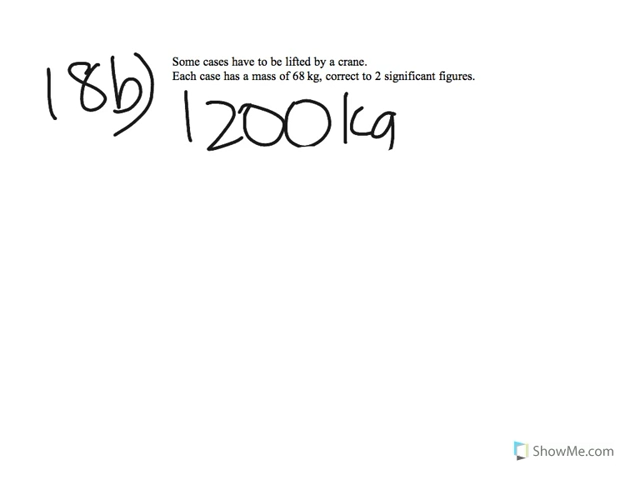 18b)
Some cases have to be lifted by a crane.
Each case has a mass of 68 kg, correct to 2 significant figures.
1200kg
ShowMe.com